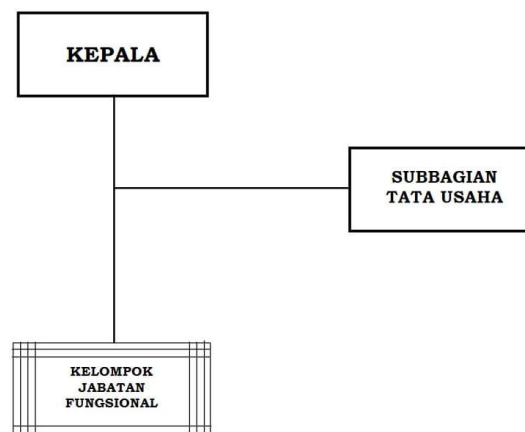 KEPALA
SUBBAGIAN
TATA USAHA
KELOMPOK
JABATAN
FUNGSIONAL